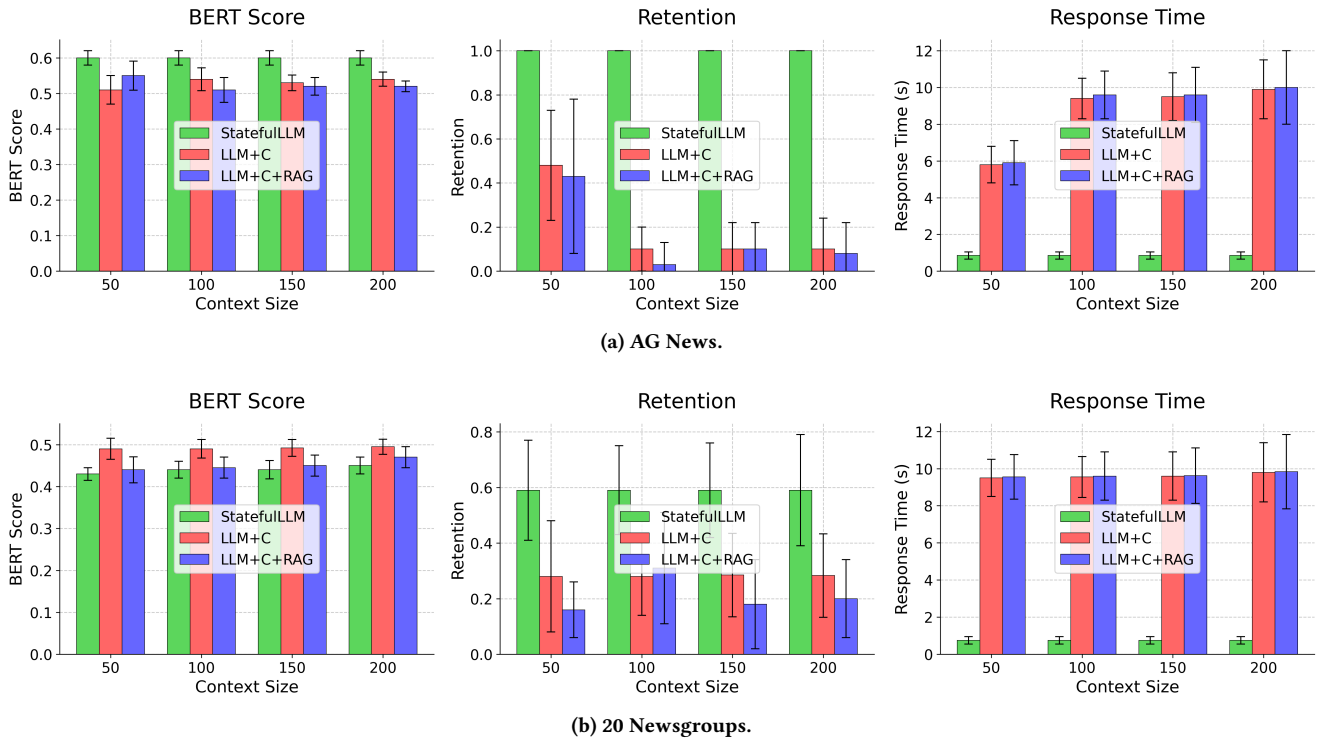 BERT Score
BERT Score
0.6
0.5
0.4
0.3
0.2
0.1
0.0
StatefulLLM
LLM+C
LLM+C+RAG
50 100 150 200
Context Size
Retention
Retention
1.0
0.8
0.6
0.4
0.2
0.0
StatefulLLM
LLM+C
LLM+C+RAG
50 100 150 200
Context Size
Response Time
Response Time (s)
12
10
8
6
4
2
0
StatefulLLM
LLM+C
LLM+C+RAG
50 100 150 200
Context Size
(a) AG News.
BERT Score
BERT Score
0.5
0.4
0.3
0.2
0.1
0.0
StatefulLLM
LLM+C
LLM+C+RAG
50 100 150 200
Context Size
Retention
Retention
0.8
0.6
0.4
0.2
0.0
StatefulLLM
LLM+C
LLM+C+RAG
50 100 150 200
Context Size
Response Time
Response Time (s)
12
10
8
6
4
2
0
StatefulLLM
LLM+C
LLM+C+RAG
50 100 150 200
Context Size
(b) 20 Newsgroups.